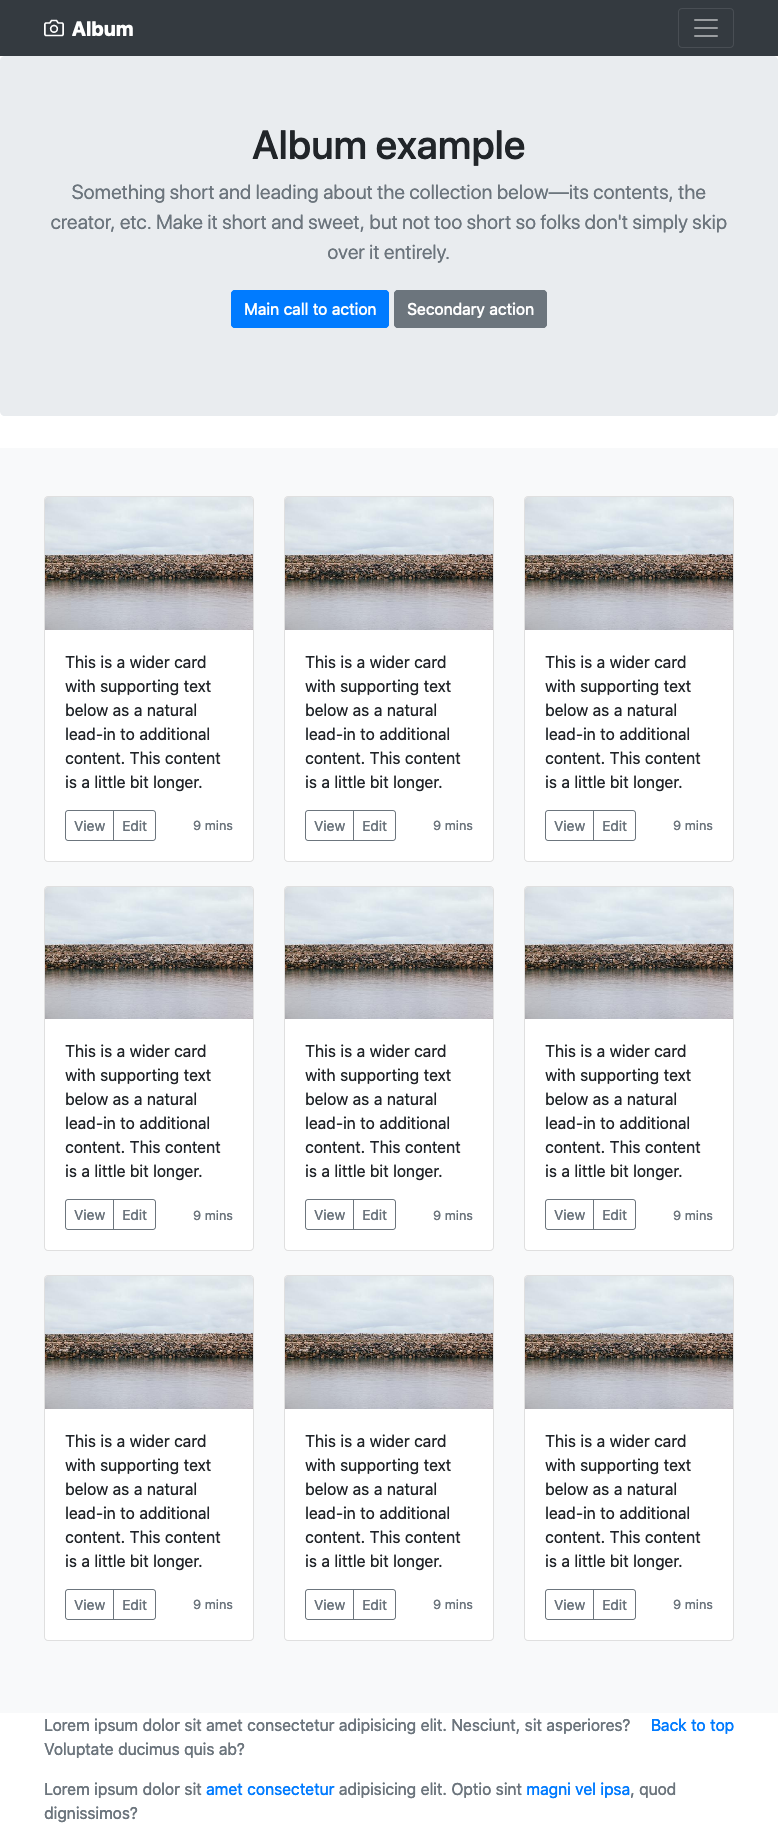 Album
Album example
Something short and leading about the collection below—its contents, the
creator, etc. Make it short and sweet, but not too short so folks don't simply skip
over it entirely.
Main call to action Secondary action
This is a wider card
with supporting text
below as a natural
lead-in to additional
content. This content
is a little bit longer.
View Edit 9 mins
This is a wider card
with supporting text
below as a natural
lead-in to additional
content. This content
is a little bit longer.
View Edit 9 mins
This is a wider card
with supporting text
below as a natural
lead-in to additional
content. This content
is a little bit longer.
View Edit 9 mins
This is a wider card
with supporting text
below as a natural
lead-in to additional
content. This content
is a little bit longer.
View Edit 9 mins
This is a wider card
with supporting text
below as a natural
lead-in to additional
content. This content
is a little bit longer.
View Edit 9 mins
This is a wider card
with supporting text
below as a natural
lead-in to additional
content. This content
is a little bit longer.
View Edit 9 mins
This is a wider card
with supporting text
below as a natural
lead-in to additional
content. This content
is a little bit longer.
View Edit 9 mins
This is a wider card
with supporting text
below as a natural
lead-in to additional
content. This content
is a little bit longer.
View Edit 9 mins
This is a wider card
with supporting text
below as a natural
lead-in to additional
content. This content
is a little bit longer.
View Edit 9 mins
Lorem ipsum dolor sit amet consectetur adipisicing elit. Nesciunt, sit asperiores? Back to top
Voluptate ducimus quis ab?
Lorem ipsum dolor sit amet consectetur adipisicing elit. Optio sint magni vel ipsa, quod
dignissimos?